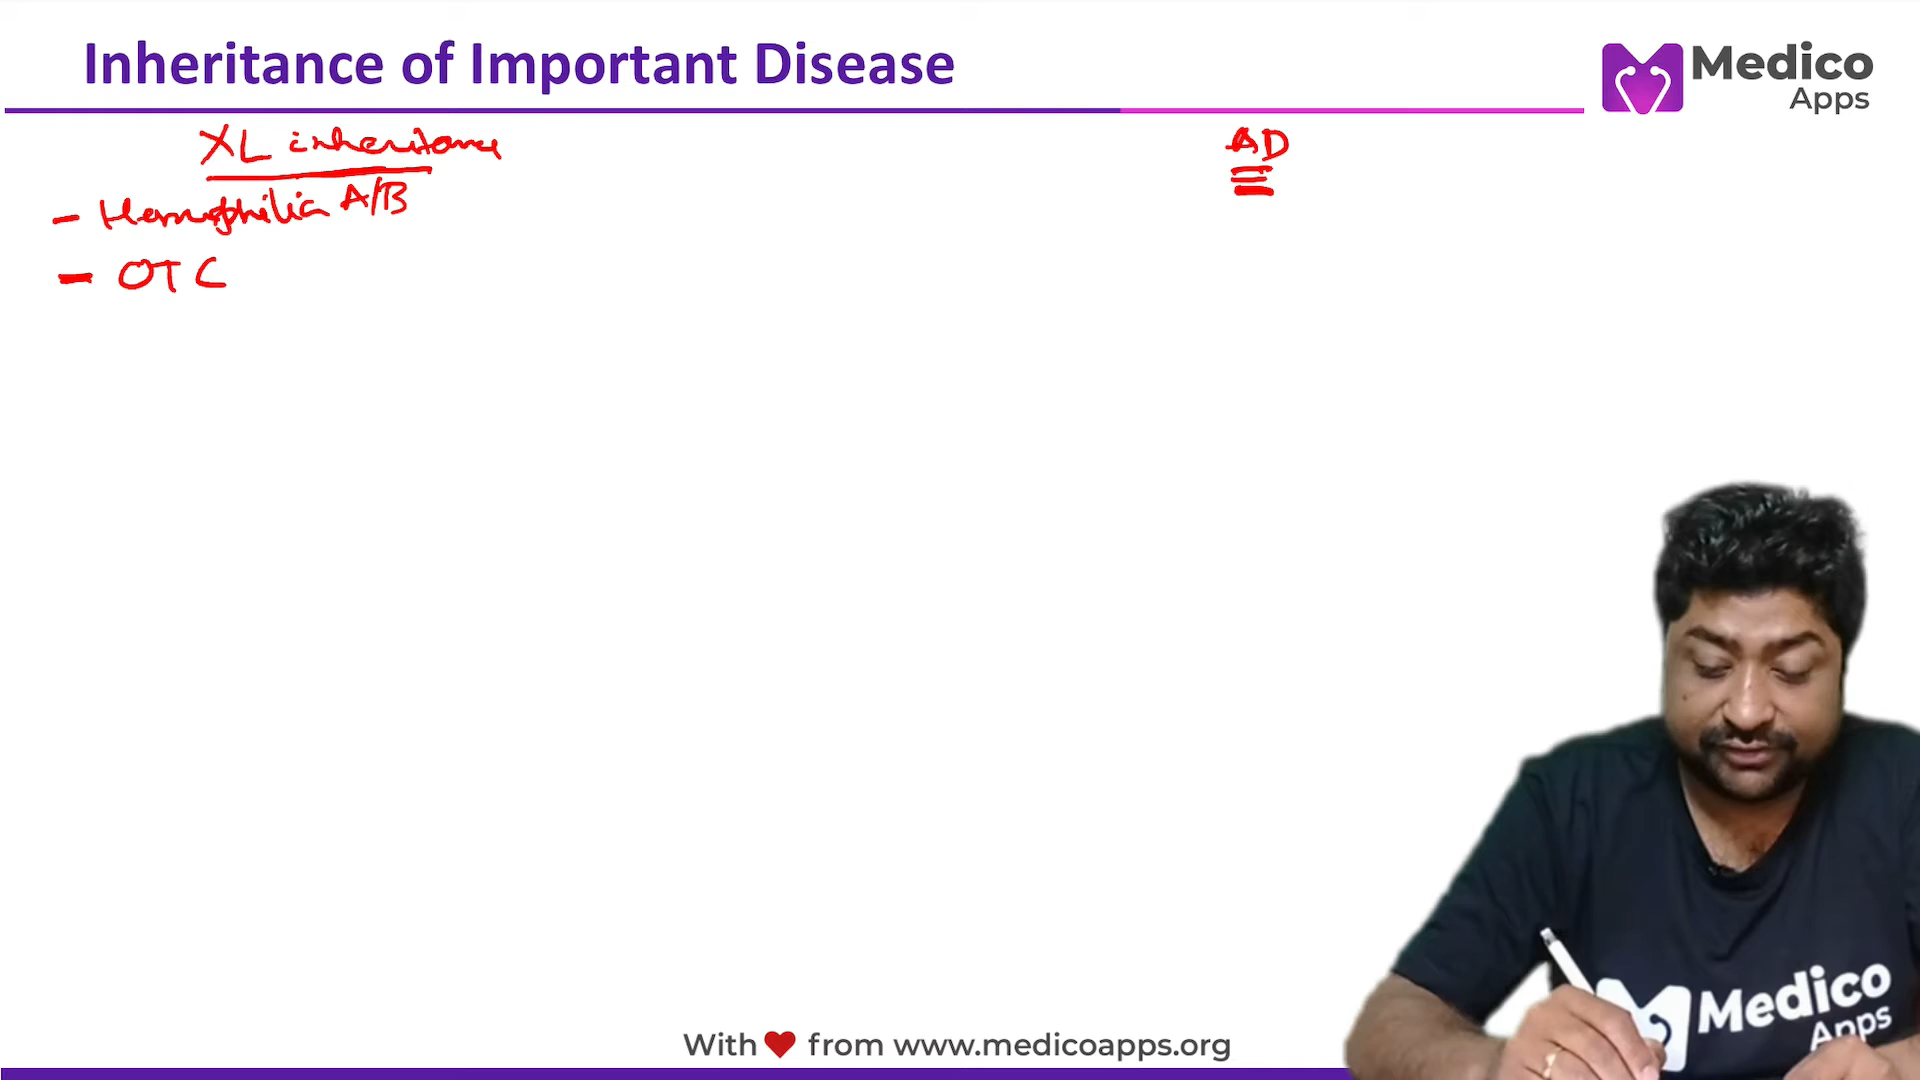 Inheritance of Important Disease
Medico
Apps
XL inheritance
AD
- Hemophilia A/B
- OTC
Medico
Apps
With ❤ from www.medicoapps.org